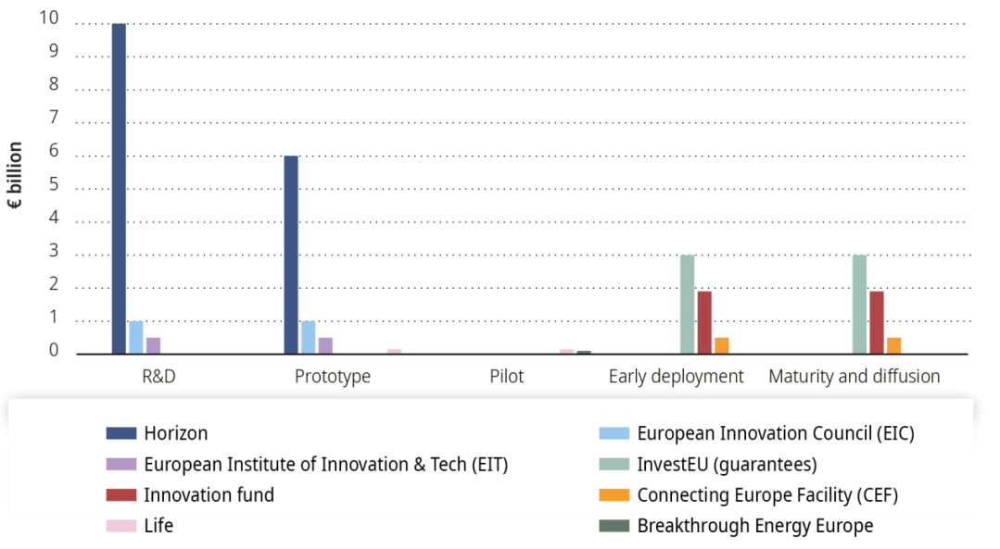 10
9
8
7
6
5
4
3
2
1
0
€ billion
R&D Prototype Pilot Early deployment Maturity and diffusion
Horizon European Innovation Council (EIC)
European Institute of Innovation & Tech (EIT) InvestEU (guarantees)
Innovation fund Connecting Europe Facility (CEF)
Life Breakthrough Energy Europe